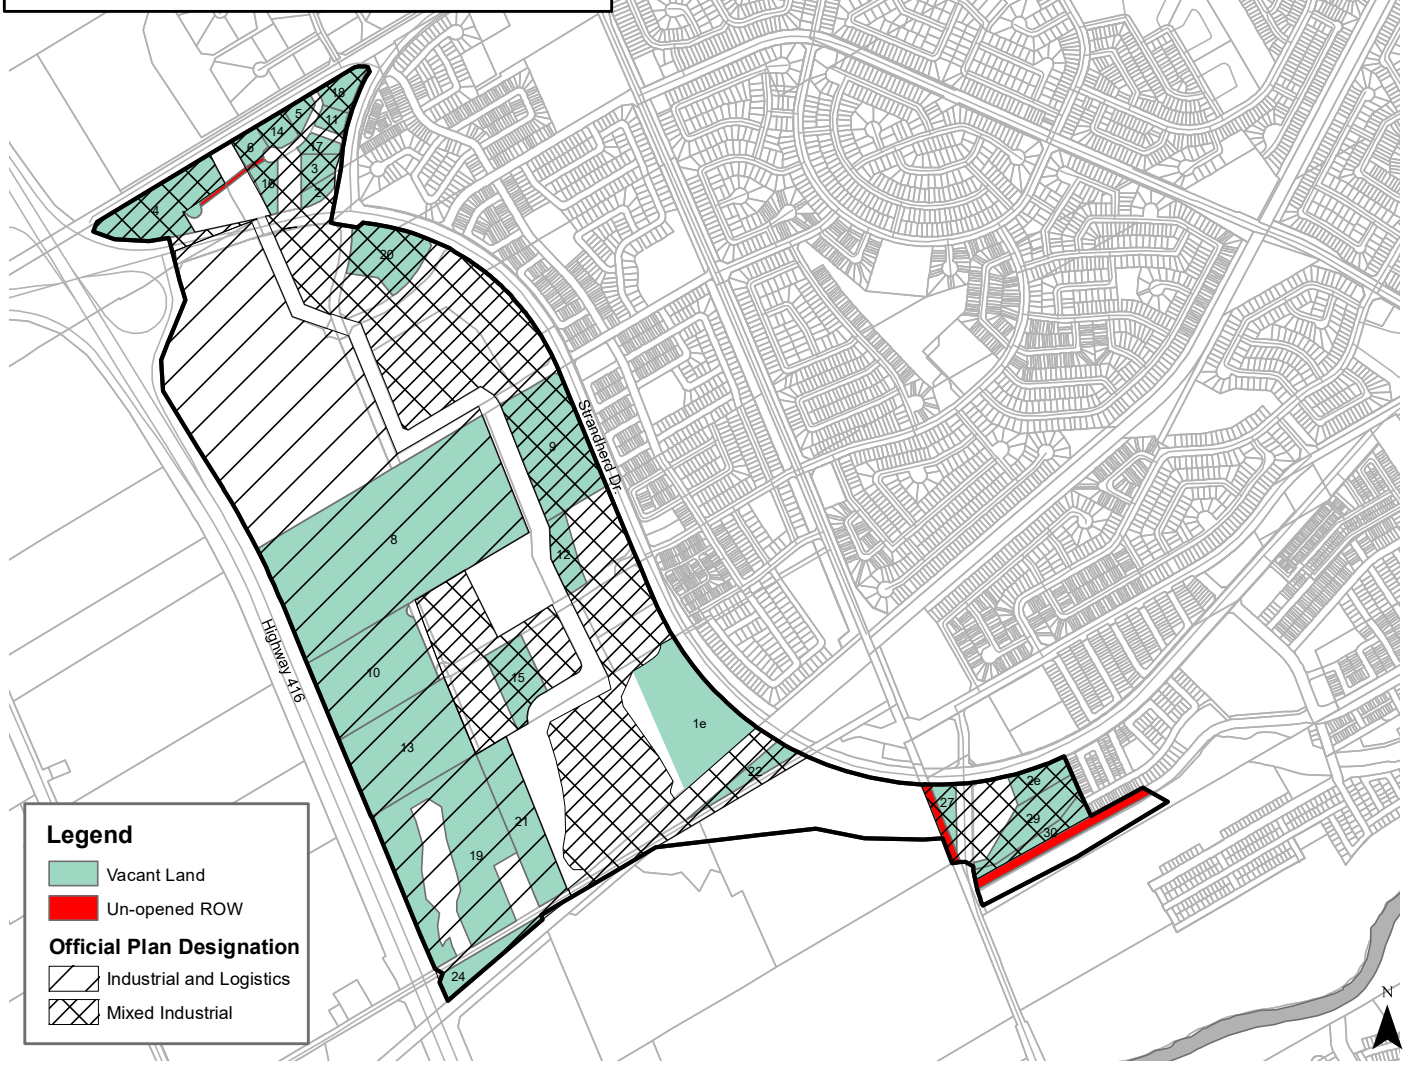 18
5
11
14
6
17
3
16
2
4
20
9
Strandherd Dr.
8
12
Highway 416
10
15
1e
13
22
2e
27
29
30
21
19
24
Legend
Vacant Land
Un-opened ROW
Official Plan Designation
Industrial and Logistics
Mixed Industrial
N